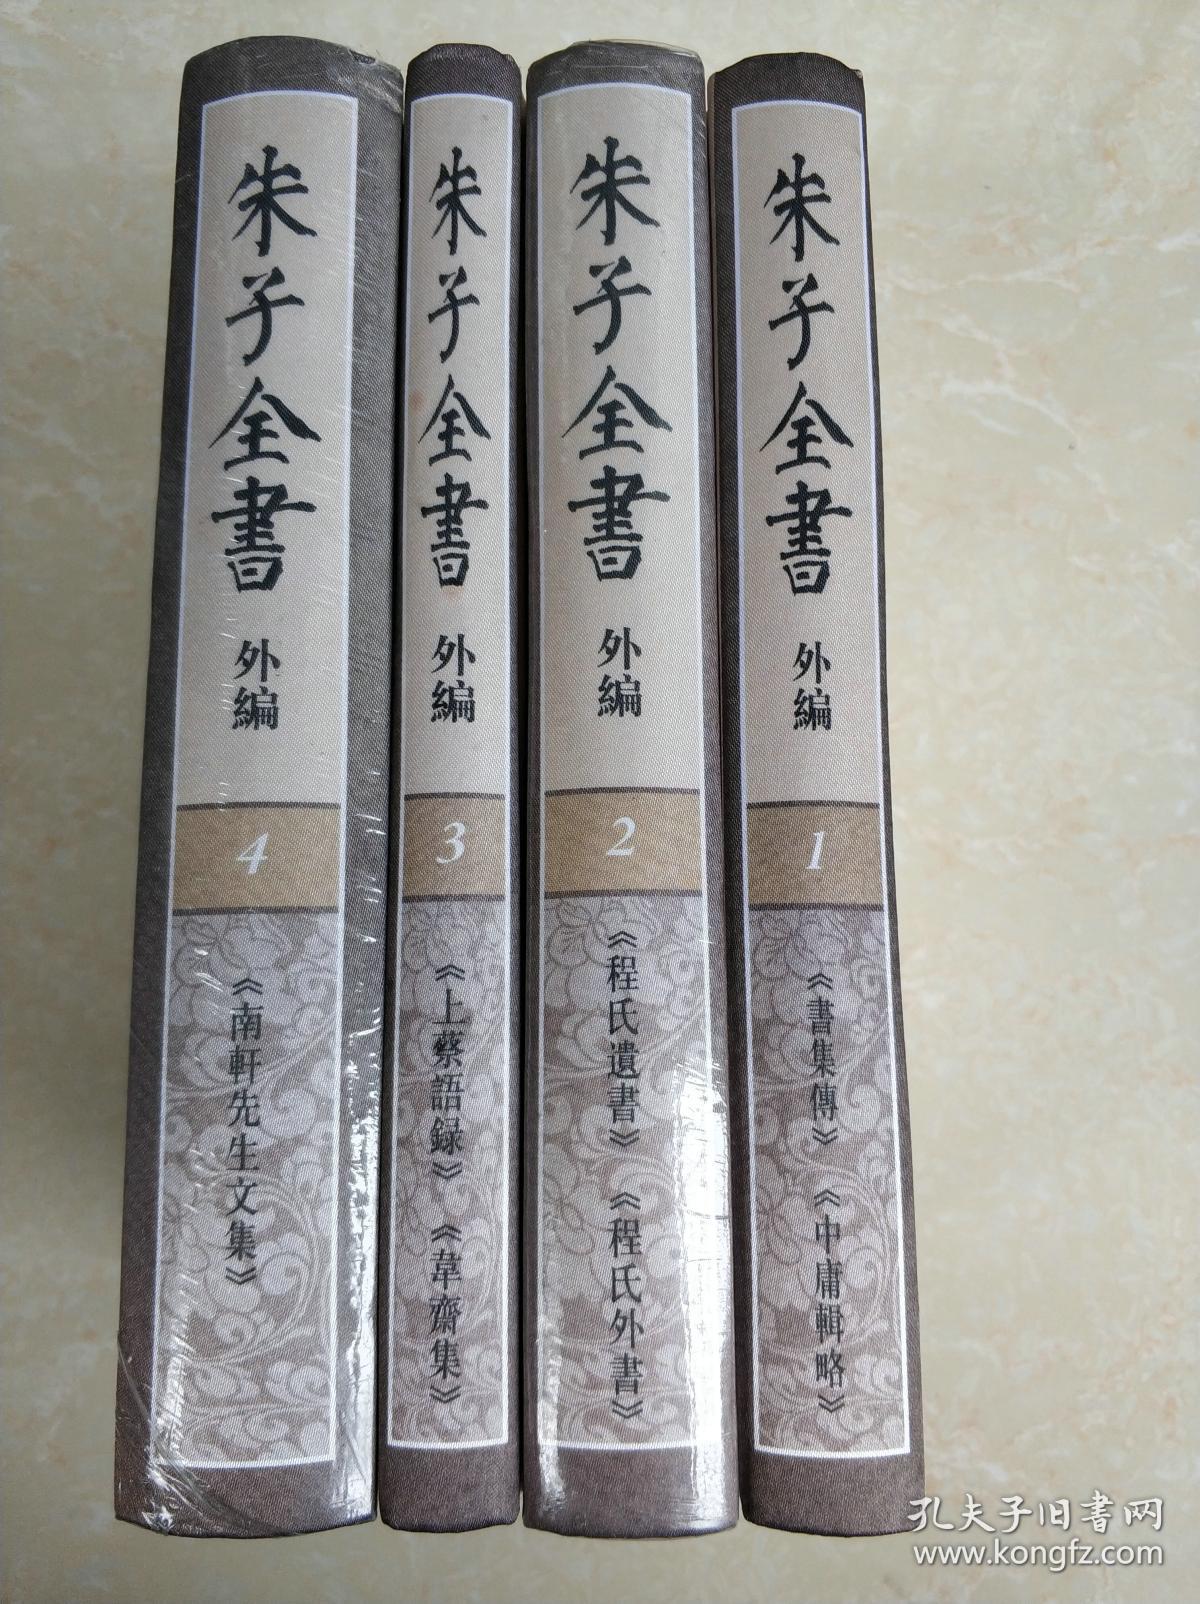 朱子全書
外編
4
《南軒先生文集》
朱子全書
外編
3
《上蔡語録》 《韋齋集》
朱子全書
外編
2
《程氏遺書》 《程氏外書》
朱子全書
外編
1
《書集傳》 《中庸輯略》
孔夫子旧书网
www.kongfz.com